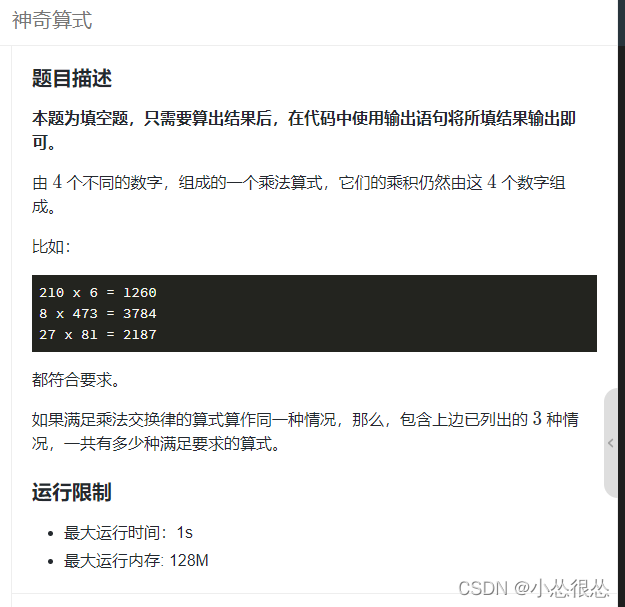 神奇算式
题目描述
本题为填空题，只需要算出结果后，在代码中使用输出语句将所填结果输出即
可。
由 4 个不同的数字，组成的一个乘法算式，它们的乘积仍然由这 4 个数字组
成。
比如：
210 x 6 = 1260
8 x 473 = 3784
27 x 81 = 2187
都符合要求。
如果满足乘法交换律的算式算作同一种情况，那么，包含上边已列出的 3 种情
况，一共有多少种满足要求的算式。
运行限制
• 最大运行时间：1s
• 最大运行内存: 128M
CSDN @小怂很怂